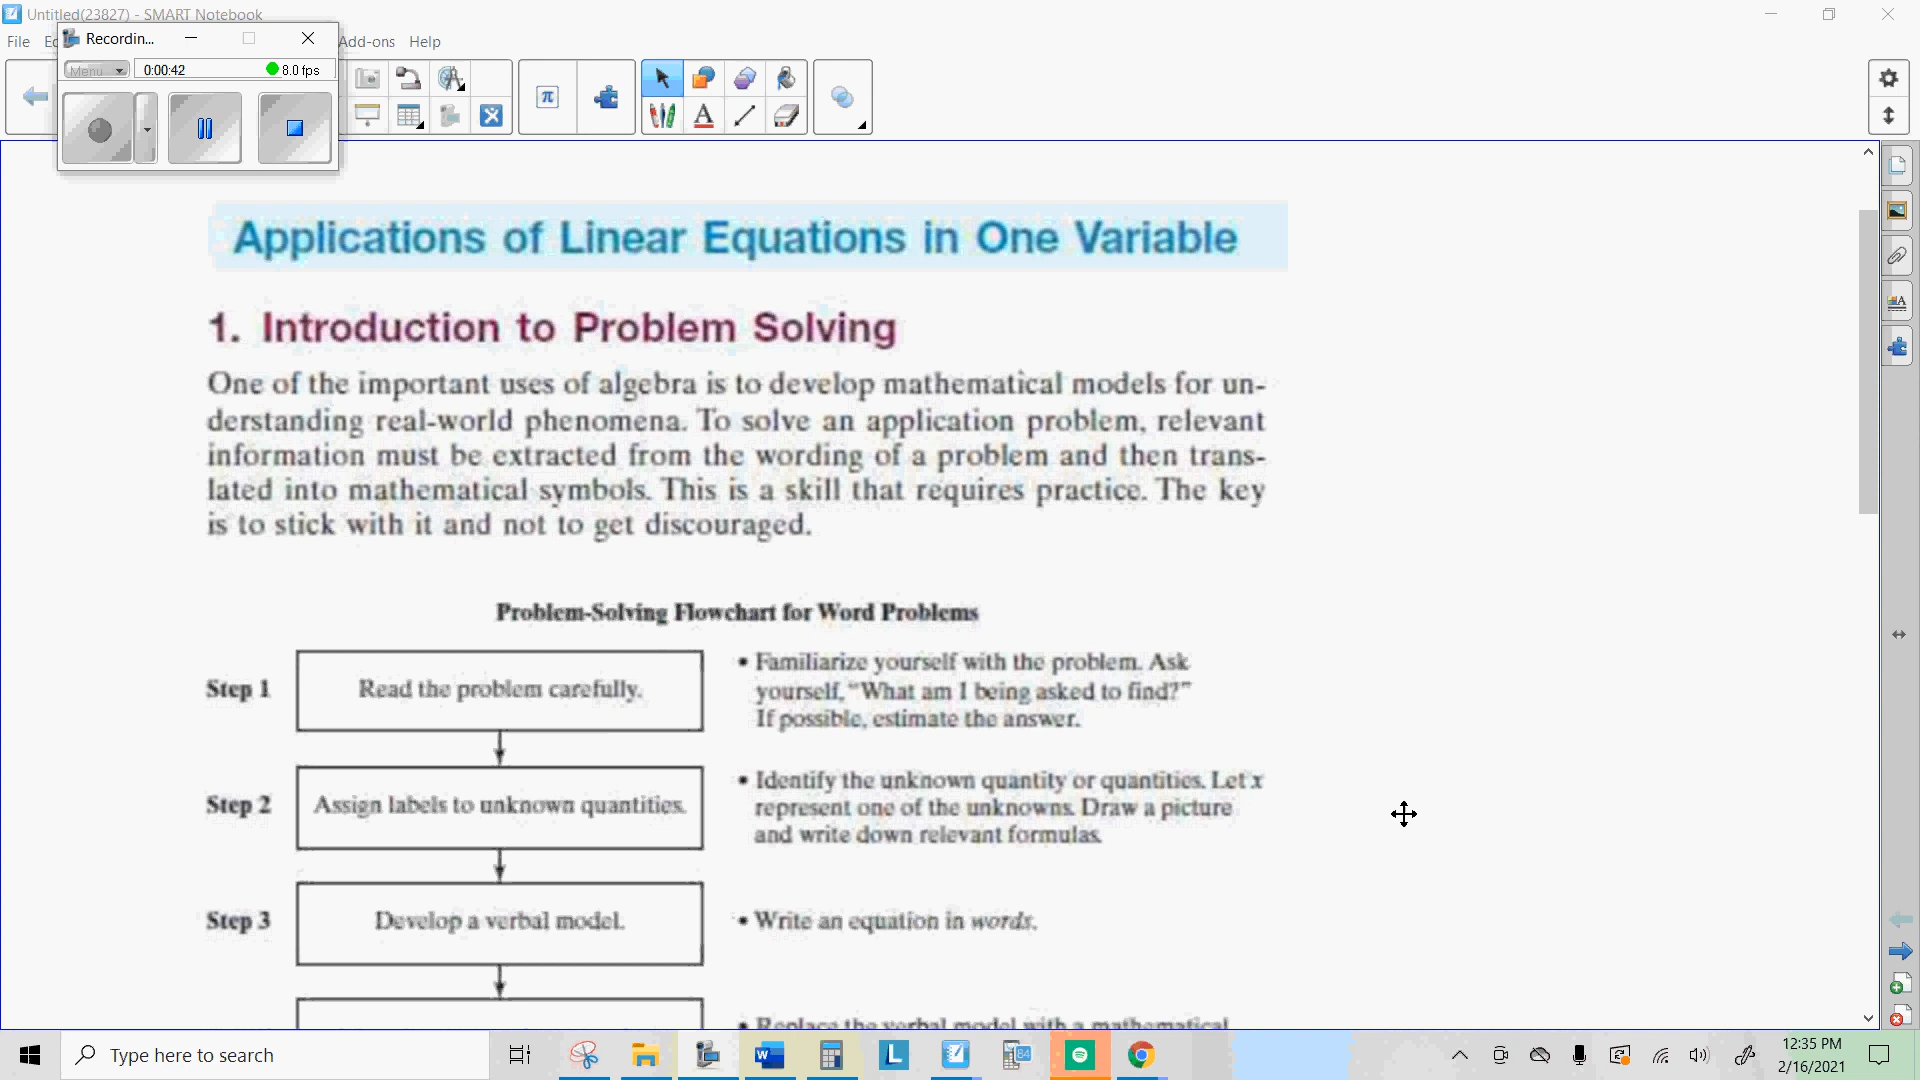 Untitled(23827) - SMART Notebook
File
Add-ons Help
Recordin...
Menu 0:00:42 8.0 fps
π
A
Applications of Linear Equations in One Variable
1. Introduction to Problem Solving
One of the important uses of algebra is to develop mathematical models for un-
derstanding real-world phenomena. To solve an application problem, relevant
information must be extracted from the wording of a problem and then trans-
lated into mathematical symbols. This is a skill that requires practice. The key
is to stick with it and not to get discouraged.
Problem-Solving Flowchart for Word Problems
Step 1
Read the problem carefully.
• Familiarize yourself with the problem. Ask
yourself, "What am I being asked to find?"
If possible, estimate the answer.
Step 2
Assign labels to unknown quantities.
• Identify the unknown quantity or quantities. Let x
represent one of the unknowns. Draw a picture
and write down relevant formulas.
Step 3
Develop a verbal model.
• Write an equation in words.
• Replace the verbal model with a mathematical
Type here to search
W
L
84
12:35 PM
2/16/2021